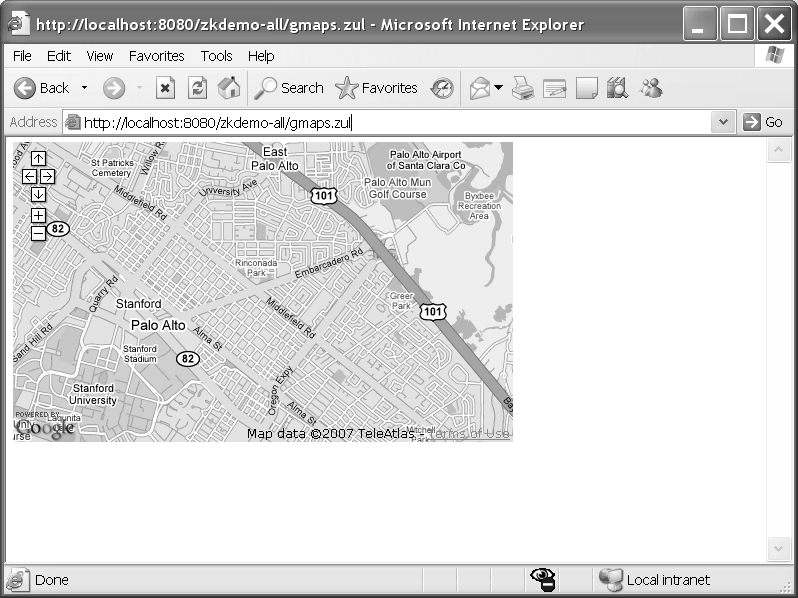 http://localhost:8080/zkdemo-all/gmaps.zul - Microsoft Internet Explorer
File Edit View Favorites Tools Help
Back Search Favorites
Address http://localhost:8080/zkdemo-all/gmaps.zul Go
St Patricks
Cemetery
Willow Rd
East
Palo Alto
Palo Alto Airport
of Santa Clara Co
University Ave
Middlefield Rd
101
Palo Alto Mun
Golf Course
Byxbee
Recreation
Area
82
Rinconada
Park
Embarcadero Rd
Quarry Rd
Greer
Park
Stanford
Middlefield Rd
101
Palo Alto
Alma St
Sand Hill Rd
Stanford
Stadium
82
Oregon Expy
Stanford
University
Alma St
POWERED BY
Google
Lagunita
Mitchell
Map data ©2007 TeleAtlas - Terms of Use
Done Local intranet